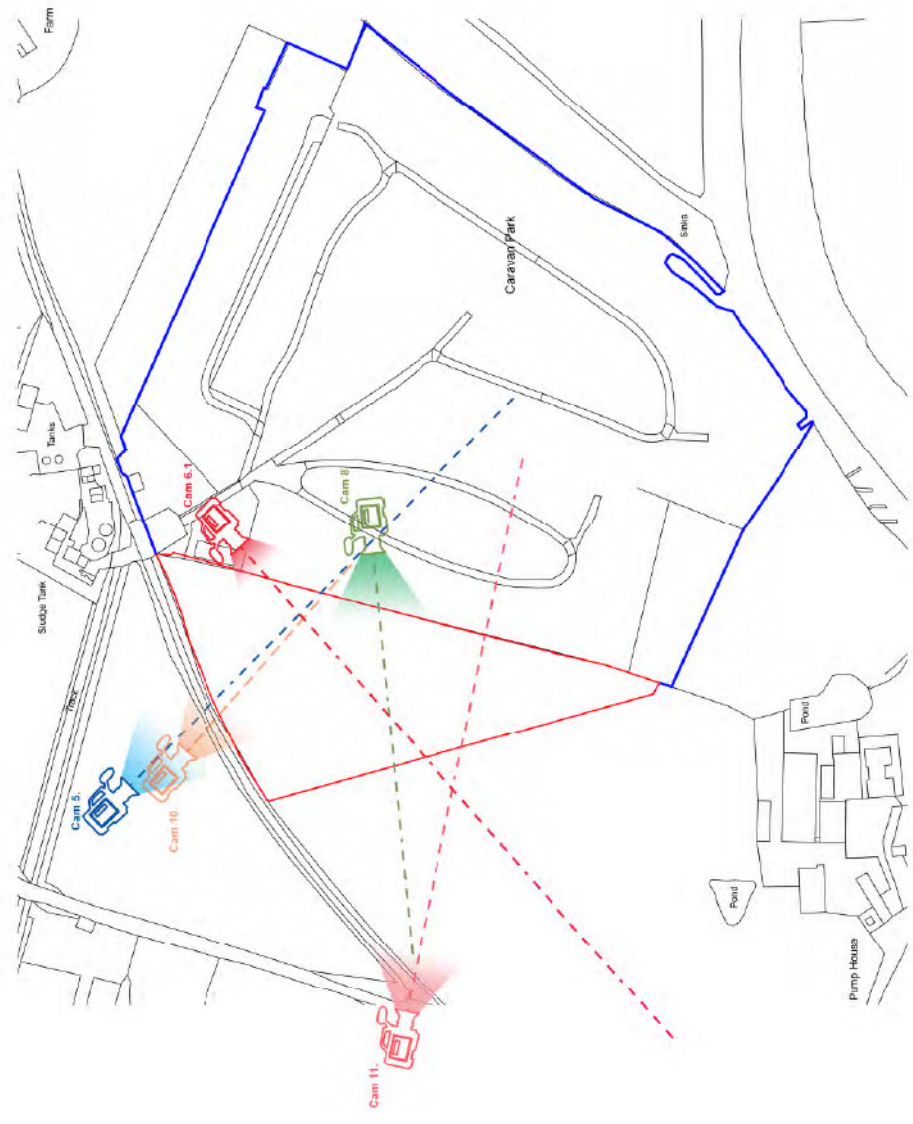 Farm
Tanks
Sludge Tank
Track
Caravan Park
Sinks
Cam 6.1
Cam 8
Cam 5.
Cam 10.
Cam 11.
Pond
Pond
Pump House